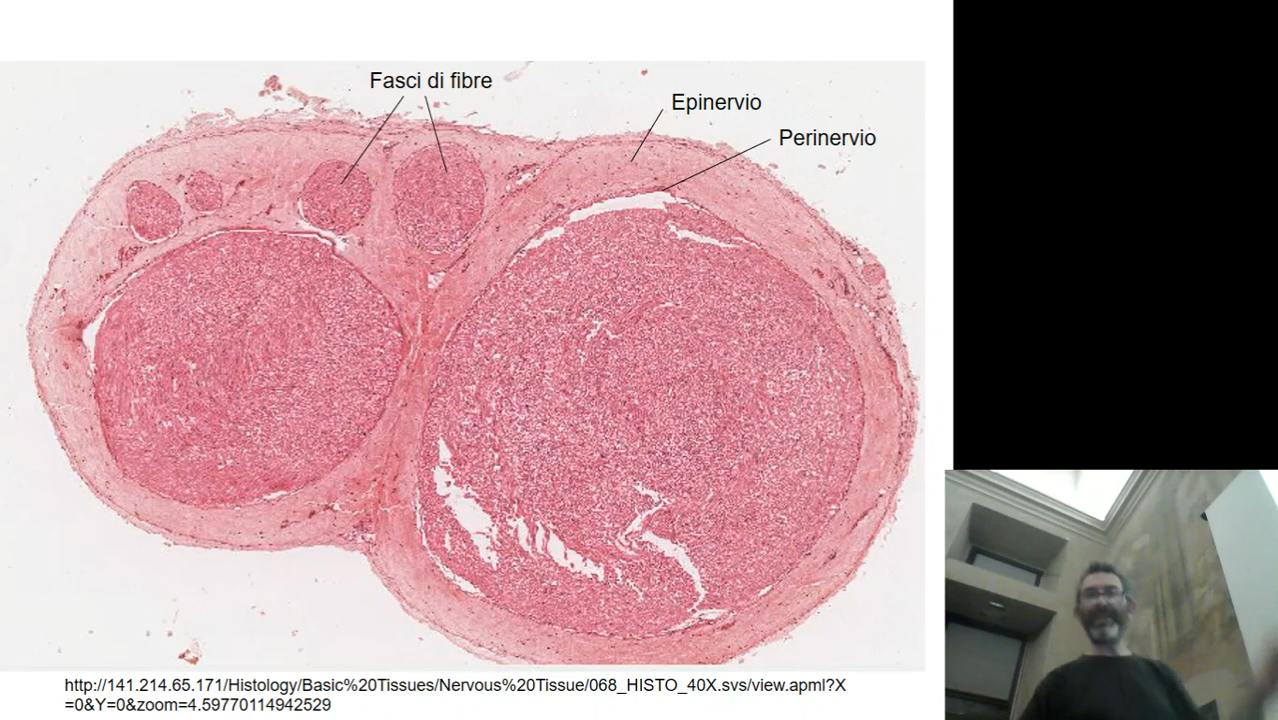 Fasci di fibre
Epinervio
Perinervio
http://141.214.65.171/Histology/Basic%20Tissues/Nervous%20Tissue/068_HISTO_40X.svs/view.apml?X
=0&Y=0&zoom=4.59770114942529